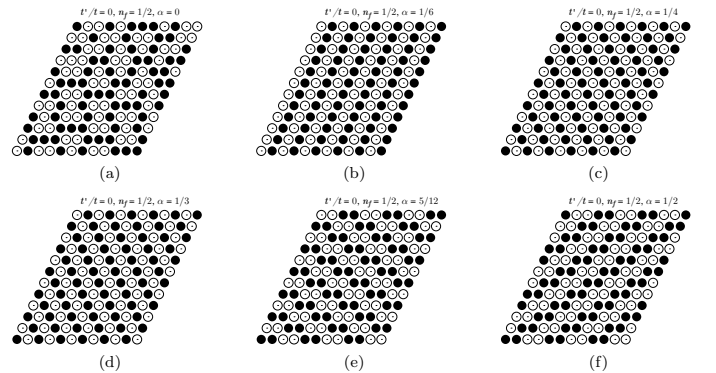 t'/t = 0, n_f = 1/2, α = 0
t'/t = 0, n_f = 1/2, α = 1/6
t'/t = 0, n_f = 1/2, α = 1/4
(a)
(b)
(c)
t'/t = 0, n_f = 1/2, α = 1/3
t'/t = 0, n_f = 1/2, α = 5/12
t'/t = 0, n_f = 1/2, α = 1/2
(d)
(e)
(f)